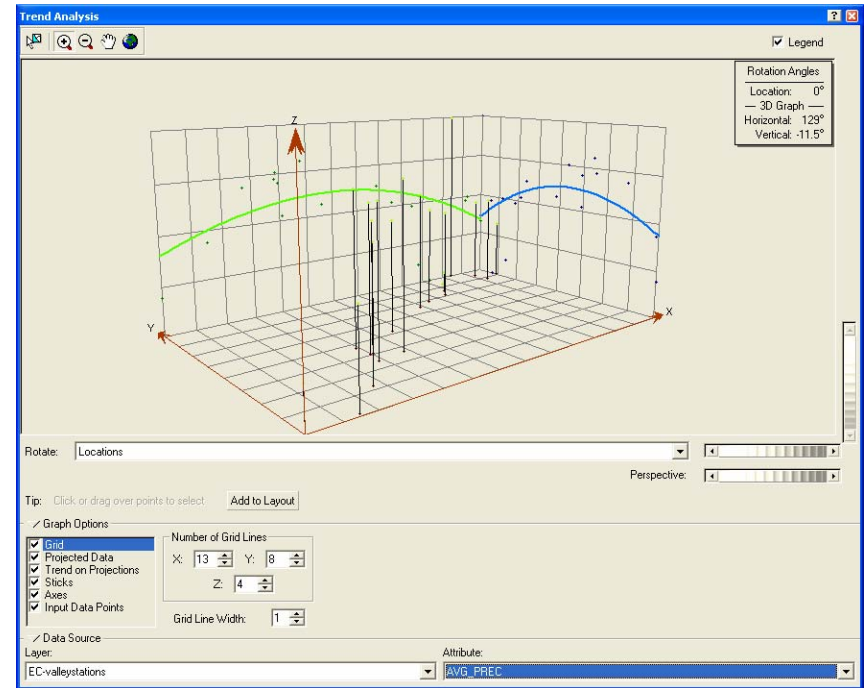 Trend Analysis
Legend
Rotation Angles
Location: 0°
— 3D Graph —
Horizontal: 129°
Vertical: -11.5°
Z
Y
X
Rotate: Locations
Perspective:
Tip: Click or drag over points to select Add to Layout
Graph Options
Grid
Projected Data
Trend on Projections
Sticks
Axes
Input Data Points
Number of Grid Lines
X: 13 Y: 8
Z: 4
Grid Line Width: 1
Data Source
Layer: Attribute:
EC-valleystations AVG_PREC